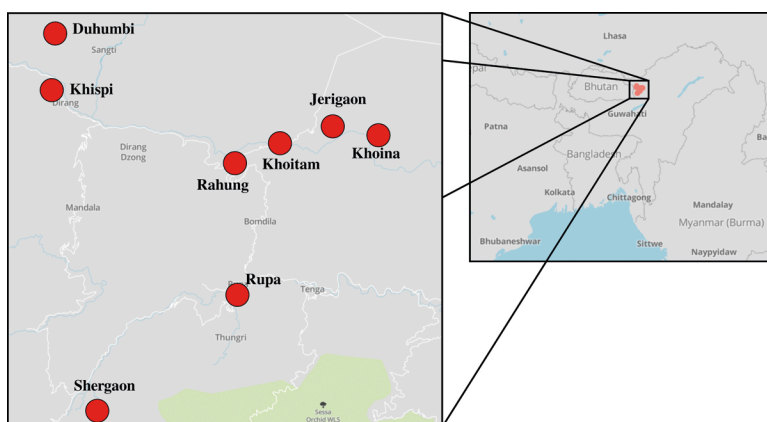 Duhumbi
Sangti
Khispi
Dirang
Jerigaon
Khoina
Khoitam
Dirang
Dzong
Rahung
Mandala
Bomdila
Rupa
Tenga
Thungri
Shergaon
Sessa
Orchid WLS
Lhasa
Bhutan
Guwahati
Patna
Bangladesh
Asansol
Kolkata
Chittagong
Mandalay
Myanmar (Burma)
Bhubaneshwar
Sittwe
Naypyidaw